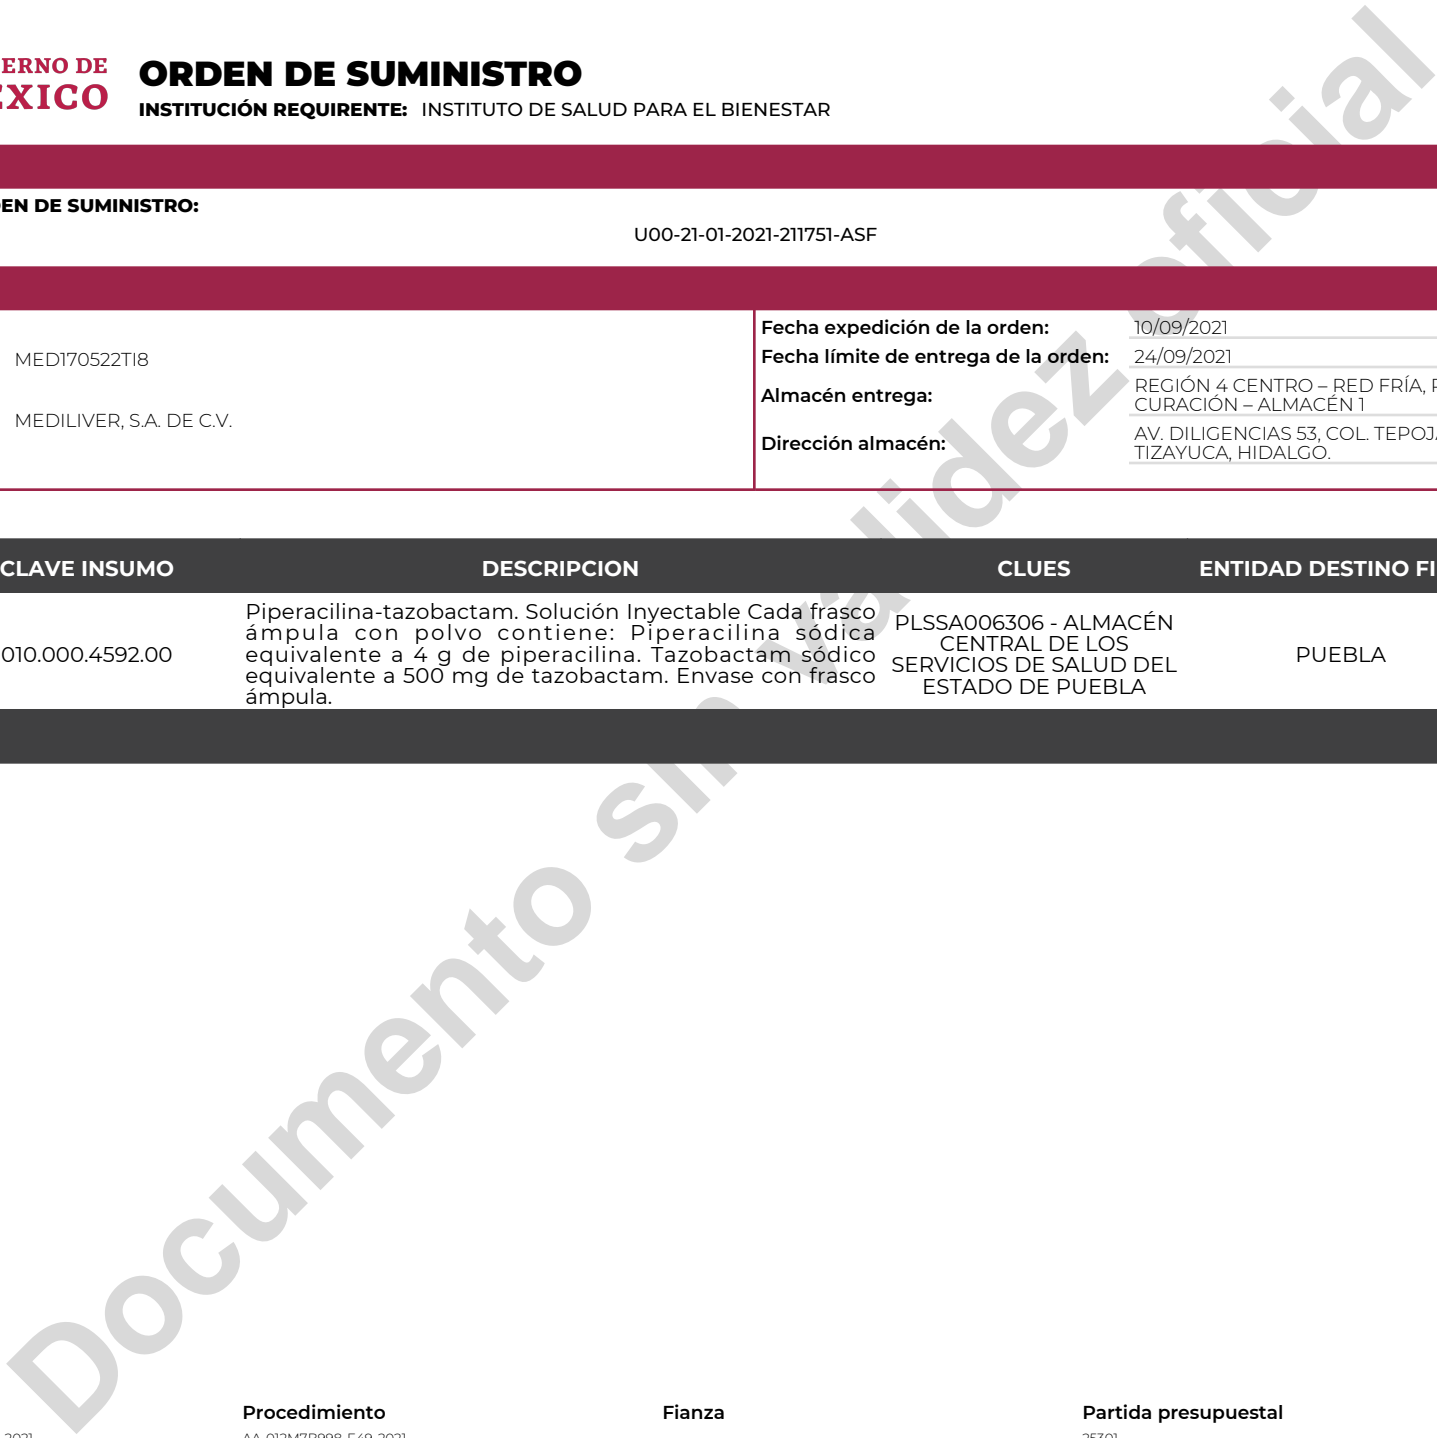 ORDEN DE SUMINISTRO
INSTITUCIÓN REQUIRENTE: INSTITUTO DE SALUD PARA EL BIENESTAR
DE SUMINISTRO:
U00-21-01-2021-211751-ASF
MED170522TI8
MEDILIVER, S.A. DE C.V.
Fecha expedición de la orden: 10/09/2021
Fecha límite de entrega de la orden: 24/09/2021
Almacén entrega: REGIÓN 4 CENTRO – RED FRÍA,
CURACIÓN – ALMACÉN 1
Dirección almacén: AV. DILIGENCIAS 53, COL.
TIZAYUCA, HIDALGO.
CLAVE INSUMO DESCRIPCION CLUES ENTIDAD DESTINO
010.000.4592.00
Piperacilina-tazobactam. Solución Inyectable Cada frasco
ámpula con polvo contiene: Piperacilina sódica
equivalente a 4 g de piperacilina. Tazobactam sódico
equivalente a 500 mg de tazobactam. Envase con frasco
ámpula.
PLSSA006306 - ALMACÉN
CENTRAL DE LOS
SERVICIOS DE SALUD DEL
ESTADO DE PUEBLA
PUEBLA
Documento sin validez oficial
Procedimiento Fianza Partida presupuestal